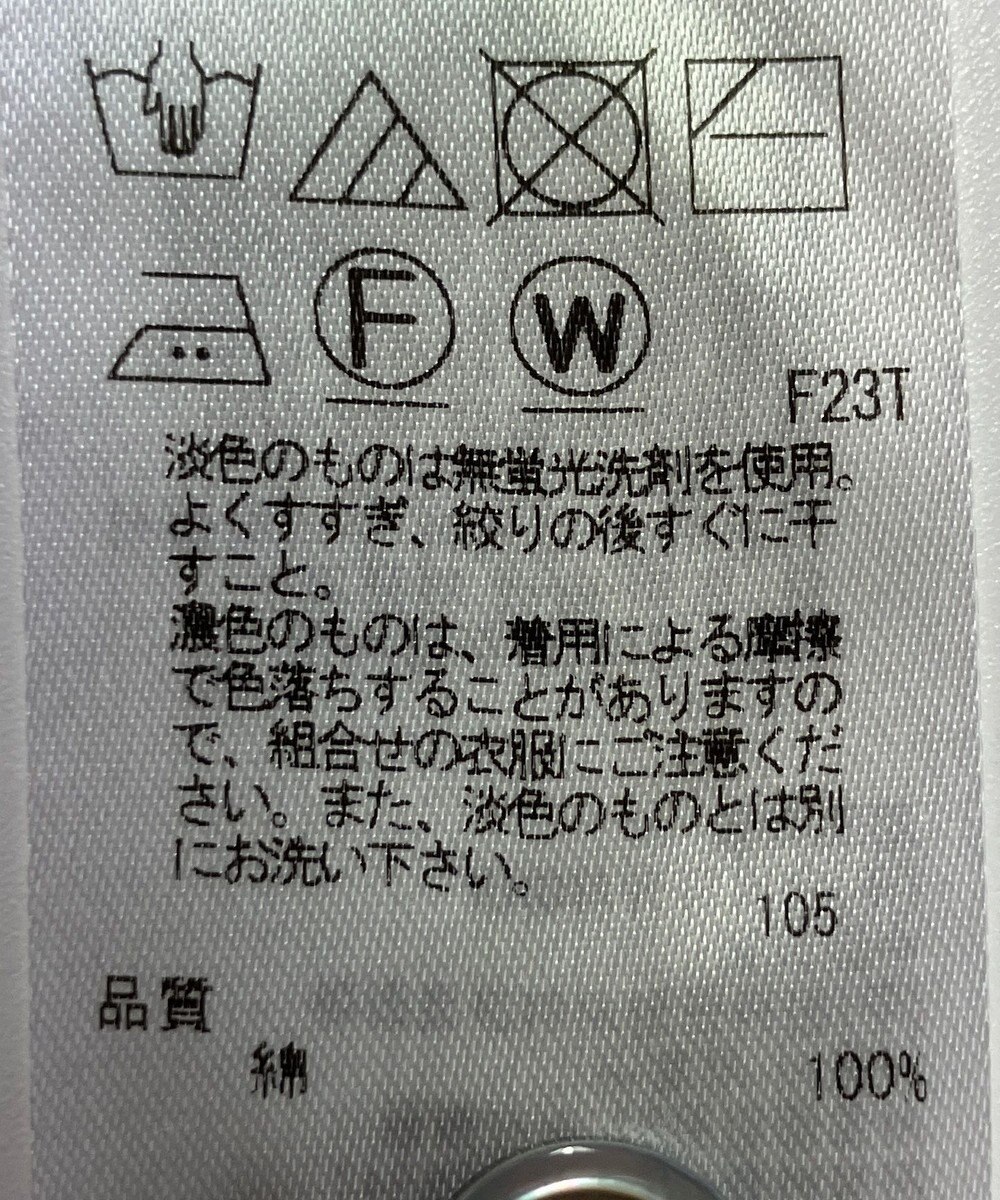 F
W
F23T
淡色のものは無蛍光洗剤を使用。
よくすすぎ、絞りの後すぐに干
すこと。
濃色のものは、着用による摩擦
で色落ちすることがありますの
で、組合せの衣服にご注意くだ
さい。また、淡色のものとは別
にお洗い下さい。
105
品質
綿 100%